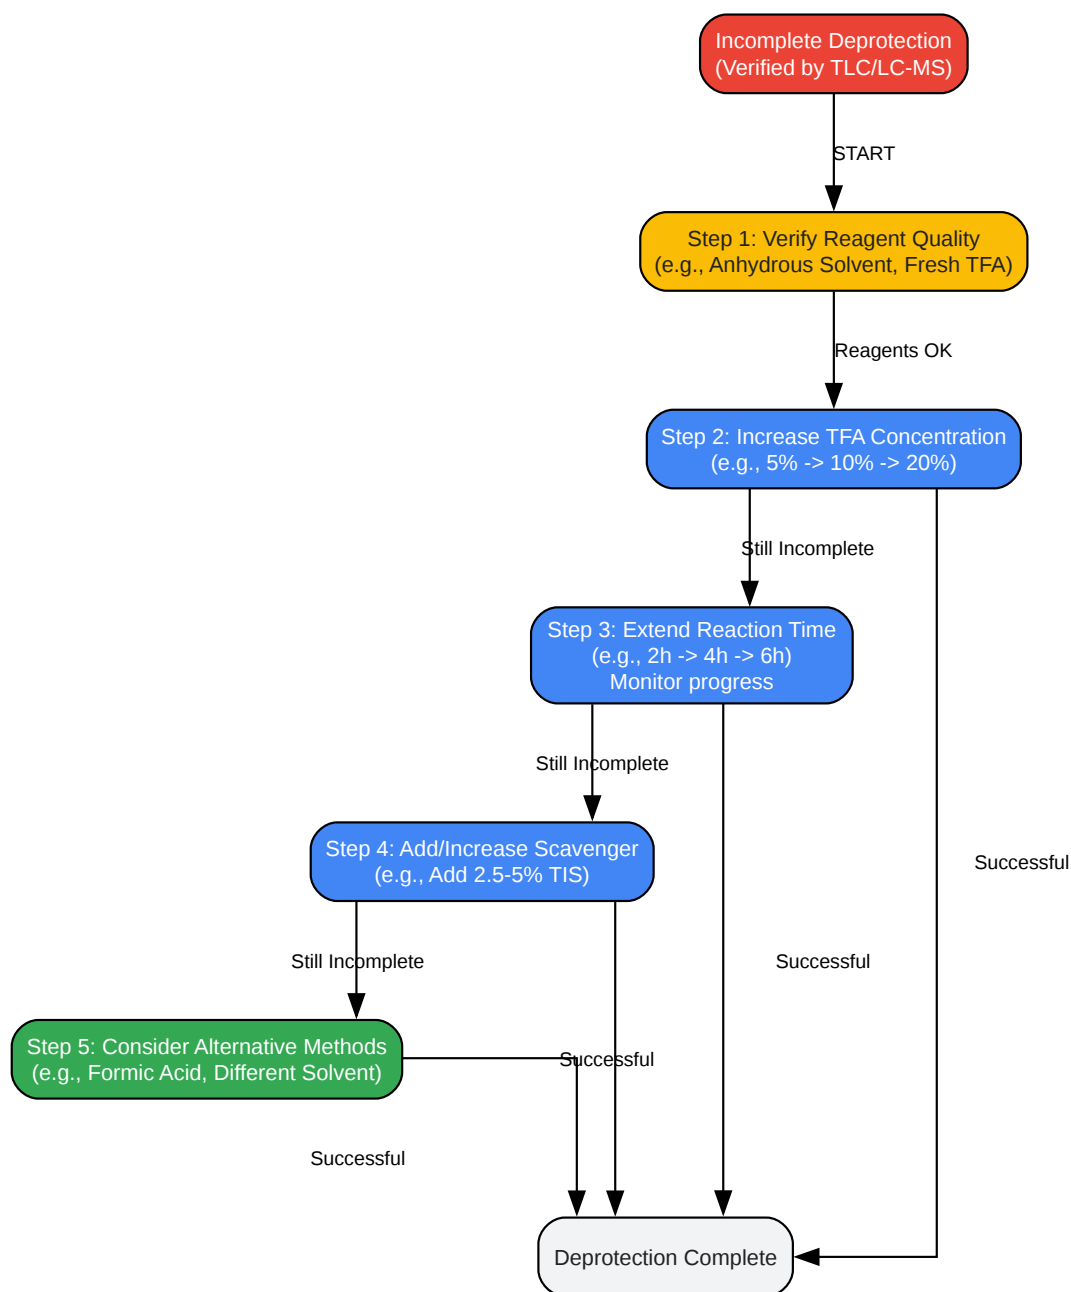 Incomplete Deprotection
(Verified by TLC/LC-MS)
START
Step 1: Verify Reagent Quality
(e.g., Anhydrous Solvent, Fresh TFA)
Reagents OK
Step 2: Increase TFA Concentration
(e.g., 5% -> 10% -> 20%)
Still Incomplete
Step 3: Extend Reaction Time
(e.g., 2h -> 4h -> 6h)
Monitor progress
Still Incomplete
Step 4: Add/Increase Scavenger
(e.g., Add 2.5-5% TIS)
Successful
Still Incomplete
Successful
Step 5: Consider Alternative Methods
(e.g., Formic Acid, Different Solvent)
Successful
Successful
Deprotection Complete